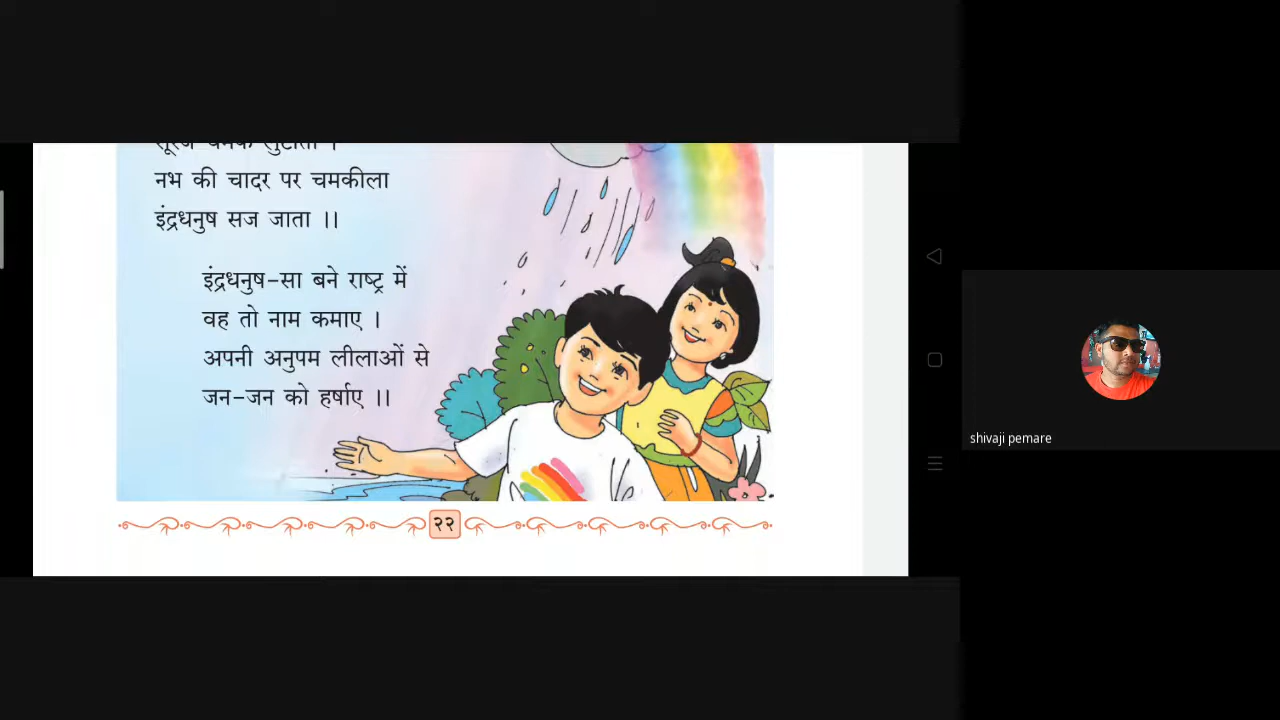 नभ की चादर पर चमकीला
इंद्रधनुष सज जाता ।।
इंद्रधनुष-सा बने राष्ट्र में
वह तो नाम कमाए ।
अपनी अनुपम लीलाओं से
जन-जन को हर्षाए ।।
२२
shivaji pemare